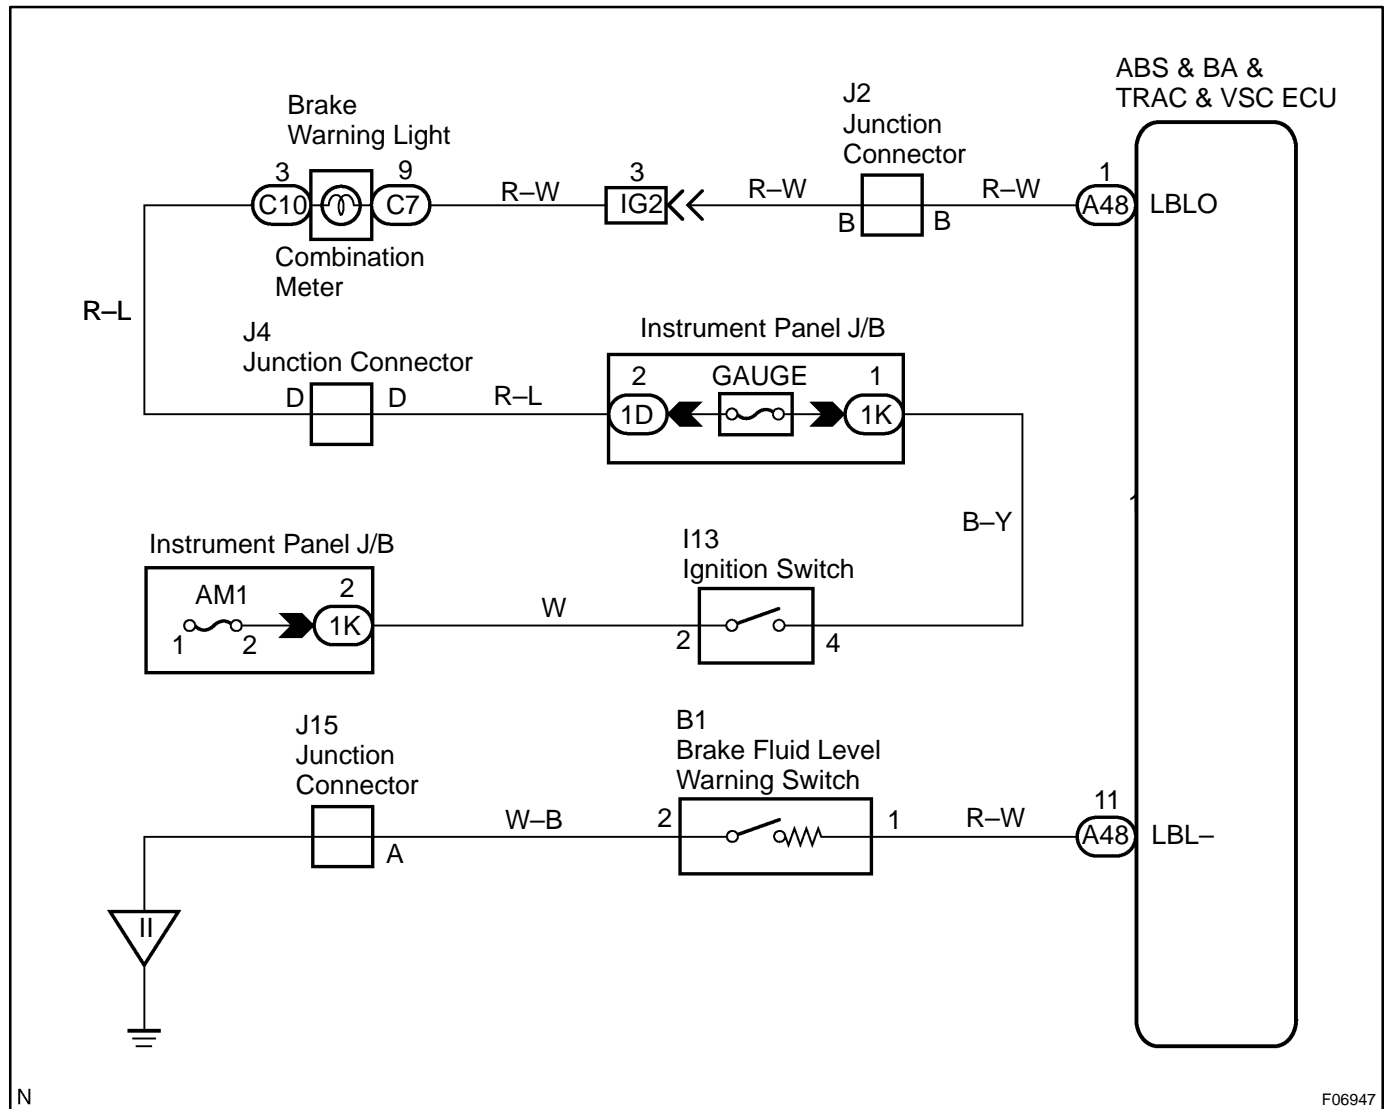 ABS & BA &
TRAC & VSC ECU
J2
Junction
Connector
Brake
Warning Light
3
9
3
1
C10
C7
R–W
IG2
R–W
R–W
A48
LBLO
B
B
Combination
Meter
R–L
J4
Junction Connector
Instrument Panel J/B
D
D
R–L
2
GAUGE
1
1D
1K
B–Y
Instrument Panel J/B
I13
Ignition Switch
AM1
2
1
2
1K
W
2
4
J15
Junction
Connector
B1
Brake Fluid Level
Warning Switch
W–B
2
1
R–W
11
A48
LBL–
A
II
N
F06947